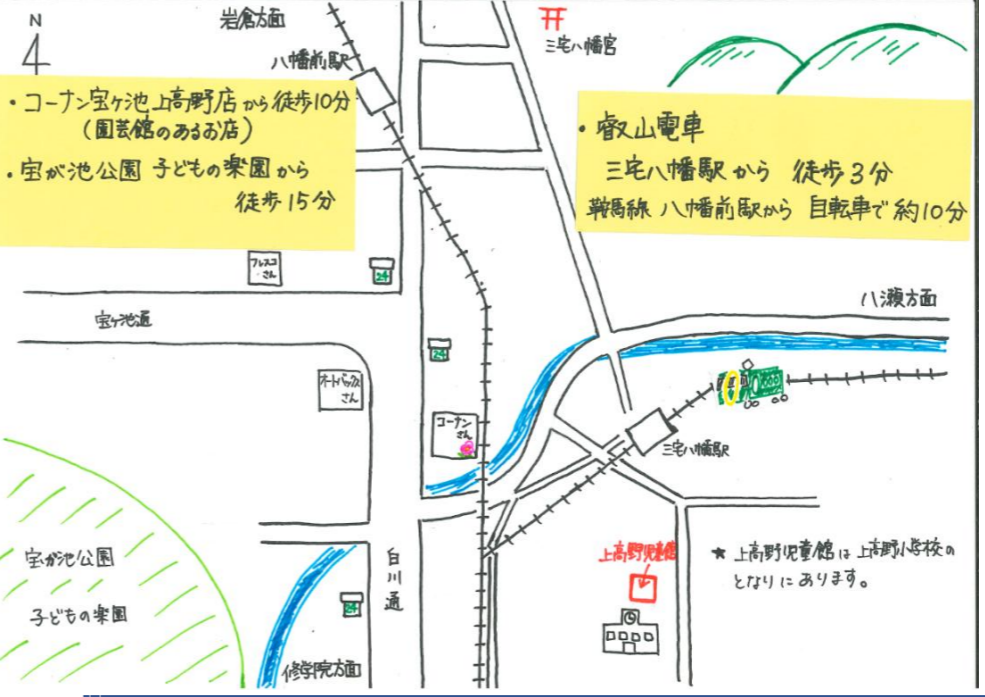 N
岩倉方面
八幡前駅
三宅八幡宮
・コーナン宝ヶ池上高野店から徒歩10分
(園芸館のあるお店)
・宝が池公園 子どもの楽園から
徒歩15分
・叡山電車
三宅八幡駅から 徒歩3分
鞍馬線 八幡前駅から 自転車で約10分
フレスコ
さん
24
八瀬方面
宝ヶ池通
24
オートバックス
さん
コーナン
さん
三宅八幡駅
宝が池公園
子どもの楽園
白川通
24
修学院方面
上高野児童館
★ 上高野児童館は上高野小学校の
となりにあります。